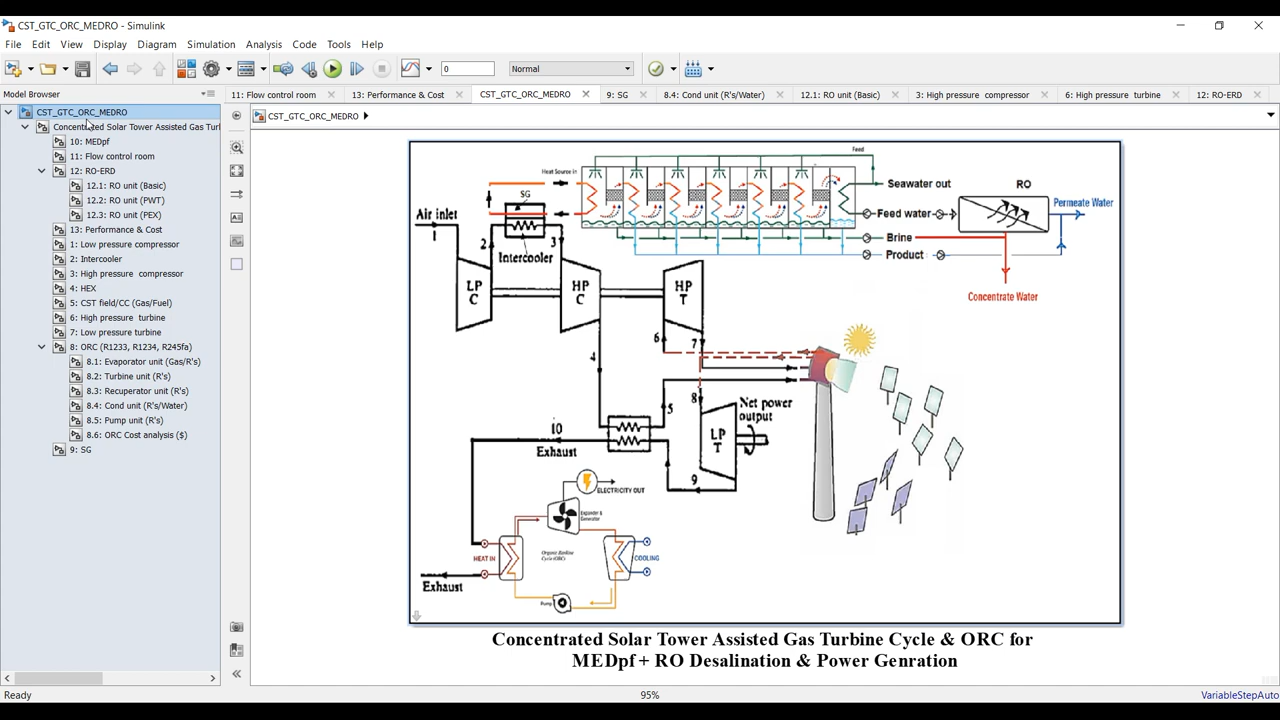 CST_GTC_ORC_MEDRO - Simulink
File Edit View Display Diagram Simulation Analysis Code Tools Help
0
Normal
Model Browser
11: Flow control room
13: Performance & Cost
CST_GTC_ORC_MEDRO
9: SG
8.4: Cond unit (R's/Water)
12.1: RO unit (Basic)
3: High pressure compressor
6: High pressure turbine
12: RO-ERD
CST_GTC_ORC_MEDRO
Concentrated Solar Tower Assisted Gas Turl
10: MEDpf
11: Flow control room
12: RO-ERD
12.1: RO unit (Basic)
12.2: RO unit (PWT)
12.3: RO unit (PEX)
13: Performance & Cost
1: Low pressure compressor
2: Intercooler
3: High pressure compressor
4: HEX
5: CST field/CC (Gas/Fuel)
6: High pressure turbine
7: Low pressure turbine
8: ORC (R1233, R1234, R245fa)
8.1: Evaporator unit (Gas/R's)
8.2: Turbine unit (R's)
8.3: Recuperator unit (R's)
8.4: Cond unit (R's/Water)
8.5: Pump unit (R's)
8.6: ORC Cost analysis ($)
9: SG
CST_GTC_ORC_MEDRO
Feed
Heat Source in
SG
Seawater out
RO
Permeate Water
Air inlet
Feed water
1
2
3
Brine
Intercooler
Product
LP
C
HP
C
HP
T
Concentrate Water
6
7
4
8
Net power
output
5
10
LP
T
Exhaust
9
ELECTRICITY OUT
Expander &
Generator
HEAT IN
Organic Rankine
Cycle (ORC)
COOLING
Exhaust
Pump
Concentrated Solar Tower Assisted Gas Turbine Cycle & ORC for
MEDpf + RO Desalination & Power Genration
Ready
95%
VariableStepAuto